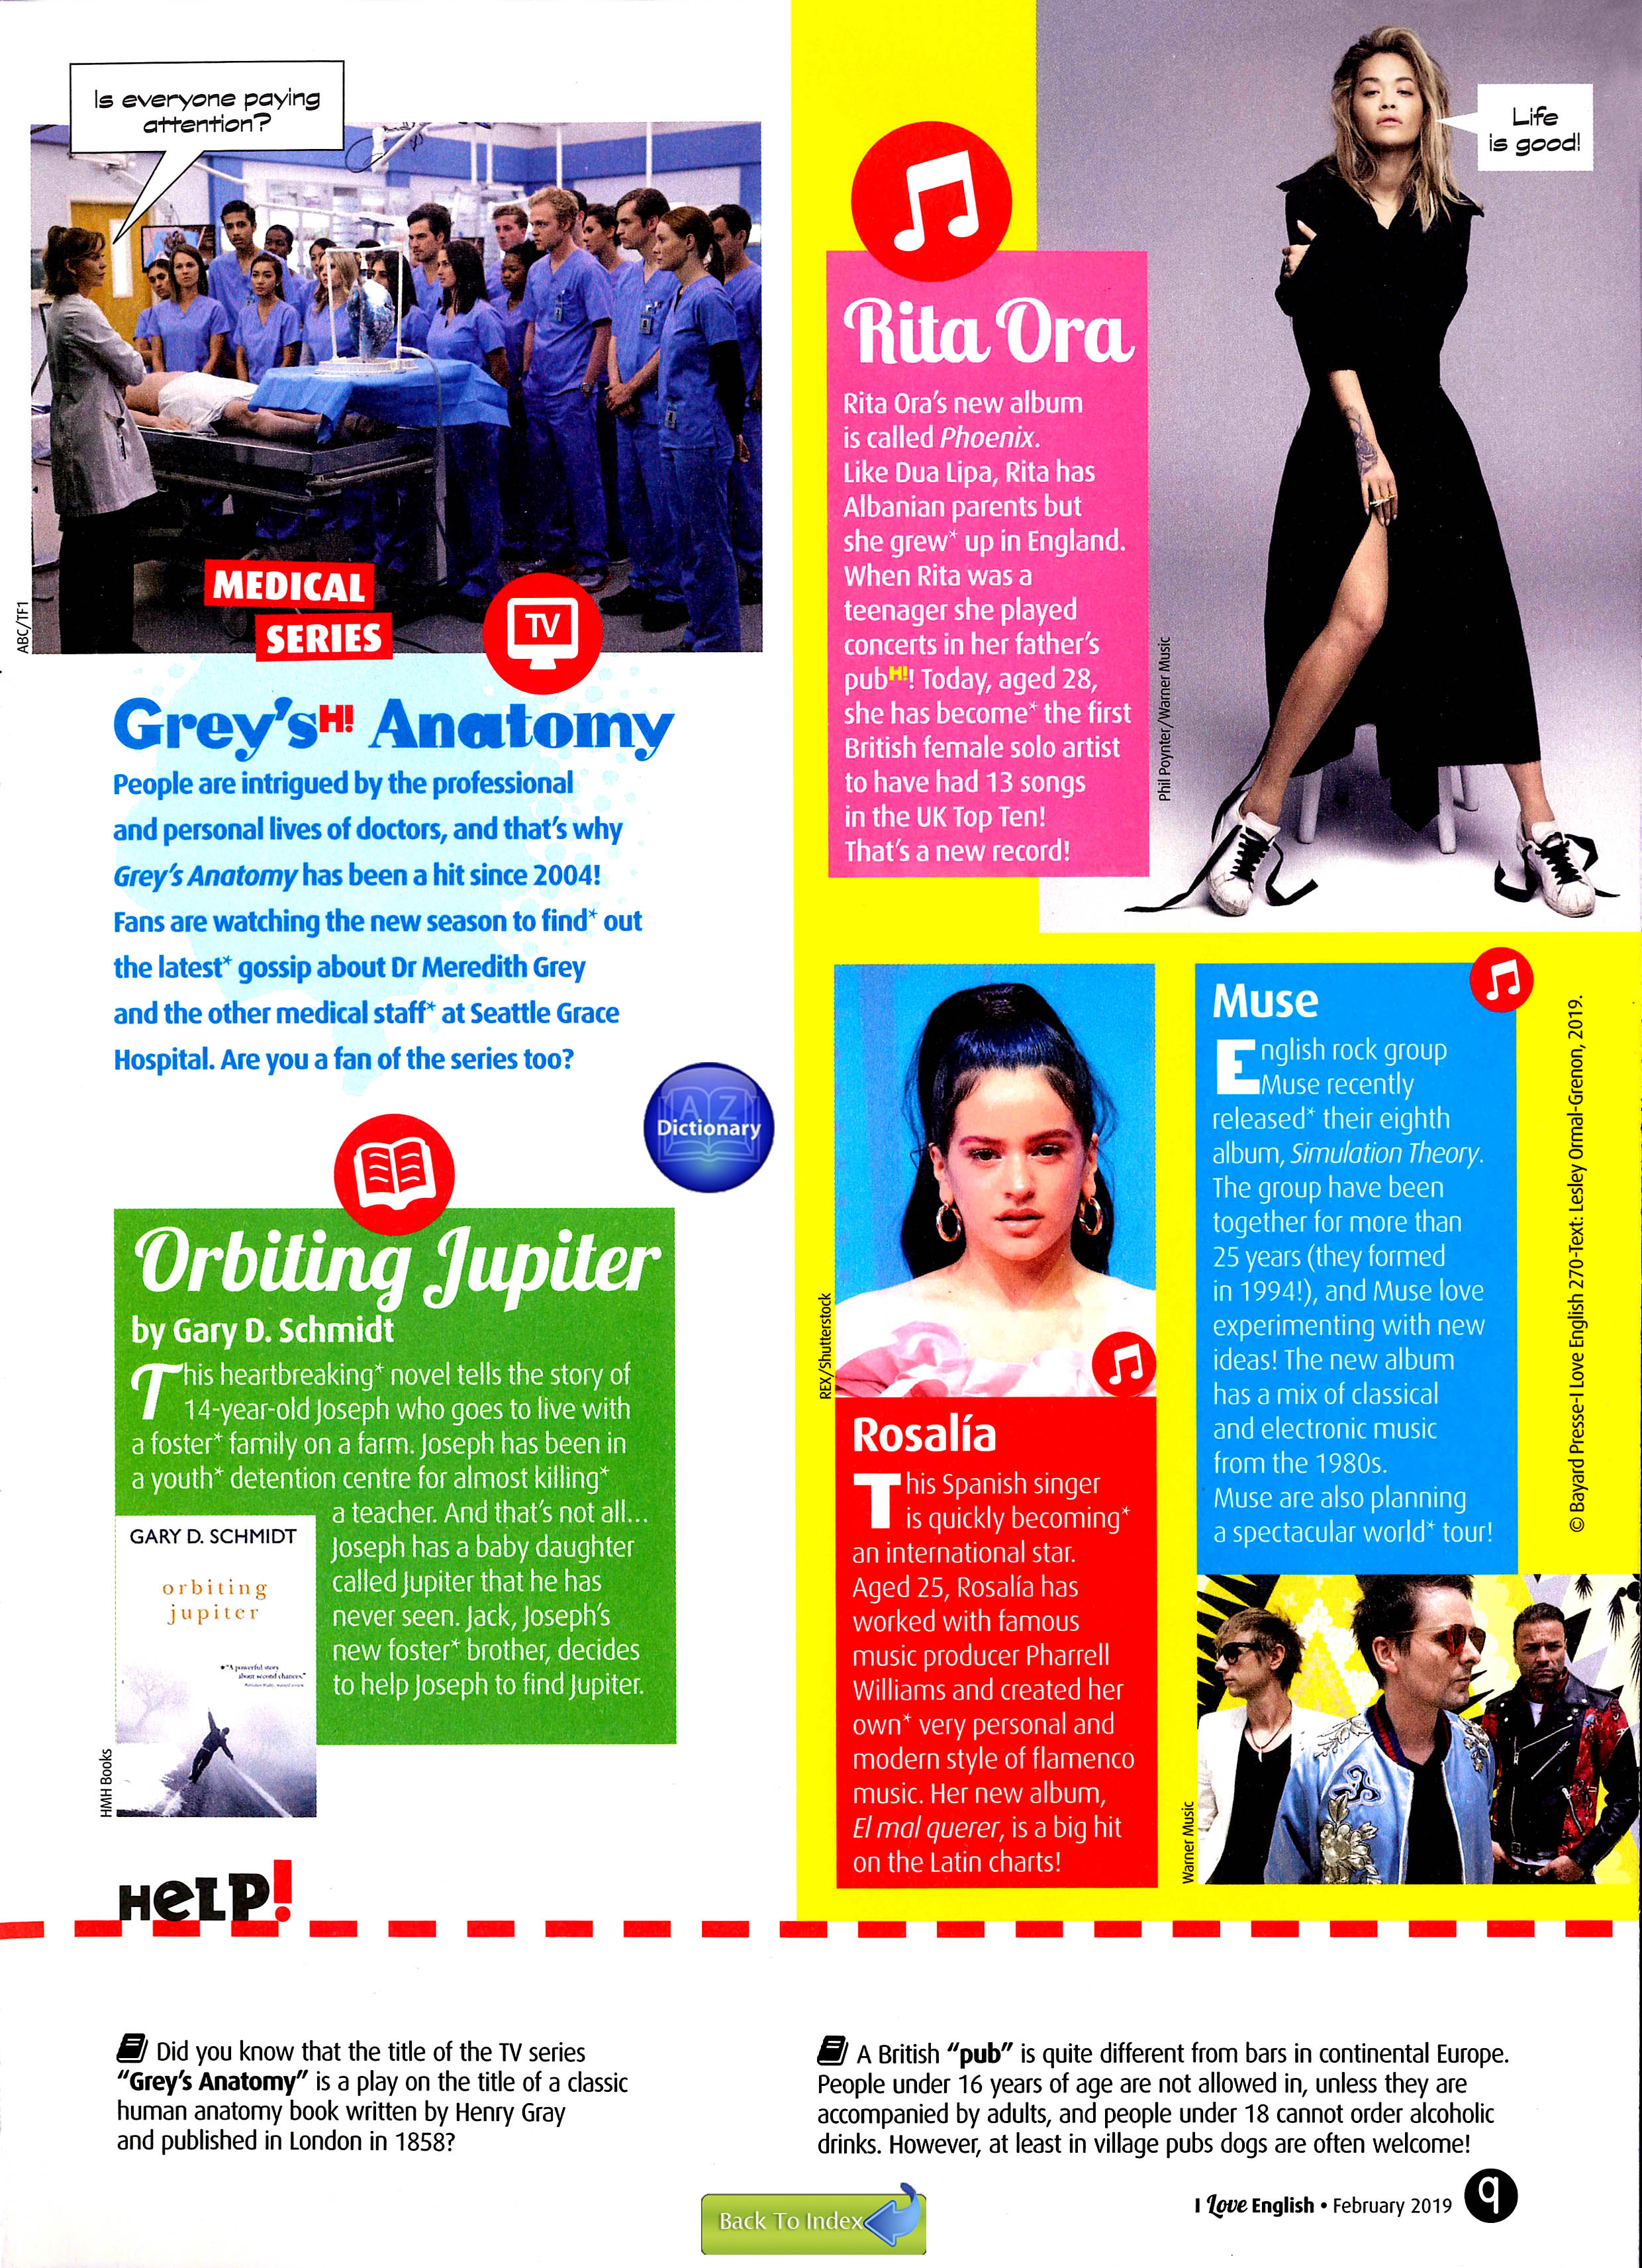 Is everyone paying
attention?
ABC/TF1
MEDICAL
SERIES
TV
Grey's H! Anatomy
People are intrigued by the professional
and personal lives of doctors, and that's why
Grey's Anatomy has been a hit since 2004!
Fans are watching the new season to find* out
the latest* gossip about Dr Meredith Grey
and the other medical staff* at Seattle Grace
Hospital. Are you a fan of the series too?
A Z
Dictionary
Orbiting Jupiter
by Gary D. Schmidt
This heartbreaking* novel tells the story of
14-year-old Joseph who goes to live with
a foster* family on a farm. Joseph has been in
a youth* detention centre for almost killing*
a teacher. And that's not all...
Joseph has a baby daughter
called Jupiter that he has
never seen. Jack, Joseph's
new foster* brother, decides
to help Joseph to find Jupiter.
GARY D. SCHMIDT
orbiting
jupiter
"A powerful story
about second chances."
HMH Books
Life
is good!
Rita Ora
Rita Ora's new album
is called Phoenix.
Like Dua Lipa, Rita has
Albanian parents but
she grew* up in England.
When Rita was a
teenager she played
concerts in her father's
pub H!! Today, aged 28,
she has become* the first
British female solo artist
to have had 13 songs
in the UK Top Ten!
That's a new record!
Phil Poynter/Warner Music
REX/Shutterstock
Rosalía
This Spanish singer
is quickly becoming*
an international star.
Aged 25, Rosalía has
worked with famous
music producer Pharrell
Williams and created her
own* very personal and
modern style of flamenco
music. Her new album,
El mal querer, is a big hit
on the Latin charts!
Muse
English rock group
Muse recently
released* their eighth
album, Simulation Theory.
The group have been
together for more than
25 years (they formed
in 1994!), and Muse love
experimenting with new
ideas! The new album
has a mix of classical
and electronic music
from the 1980s.
Muse are also planning
a spectacular world* tour!
Warner Music
© Bayard Presse-I Love English 270-Text: Lesley Ormal-Grenon, 2019.
HELP!
Did you know that the title of the TV series
"Grey's Anatomy" is a play on the title of a classic
human anatomy book written by Henry Gray
and published in London in 1858?
A British "pub" is quite different from bars in continental Europe.
People under 16 years of age are not allowed in, unless they are
accompanied by adults, and people under 18 cannot order alcoholic
drinks. However, at least in village pubs dogs are often welcome!
Back To Index
I Love English • February 2019 9